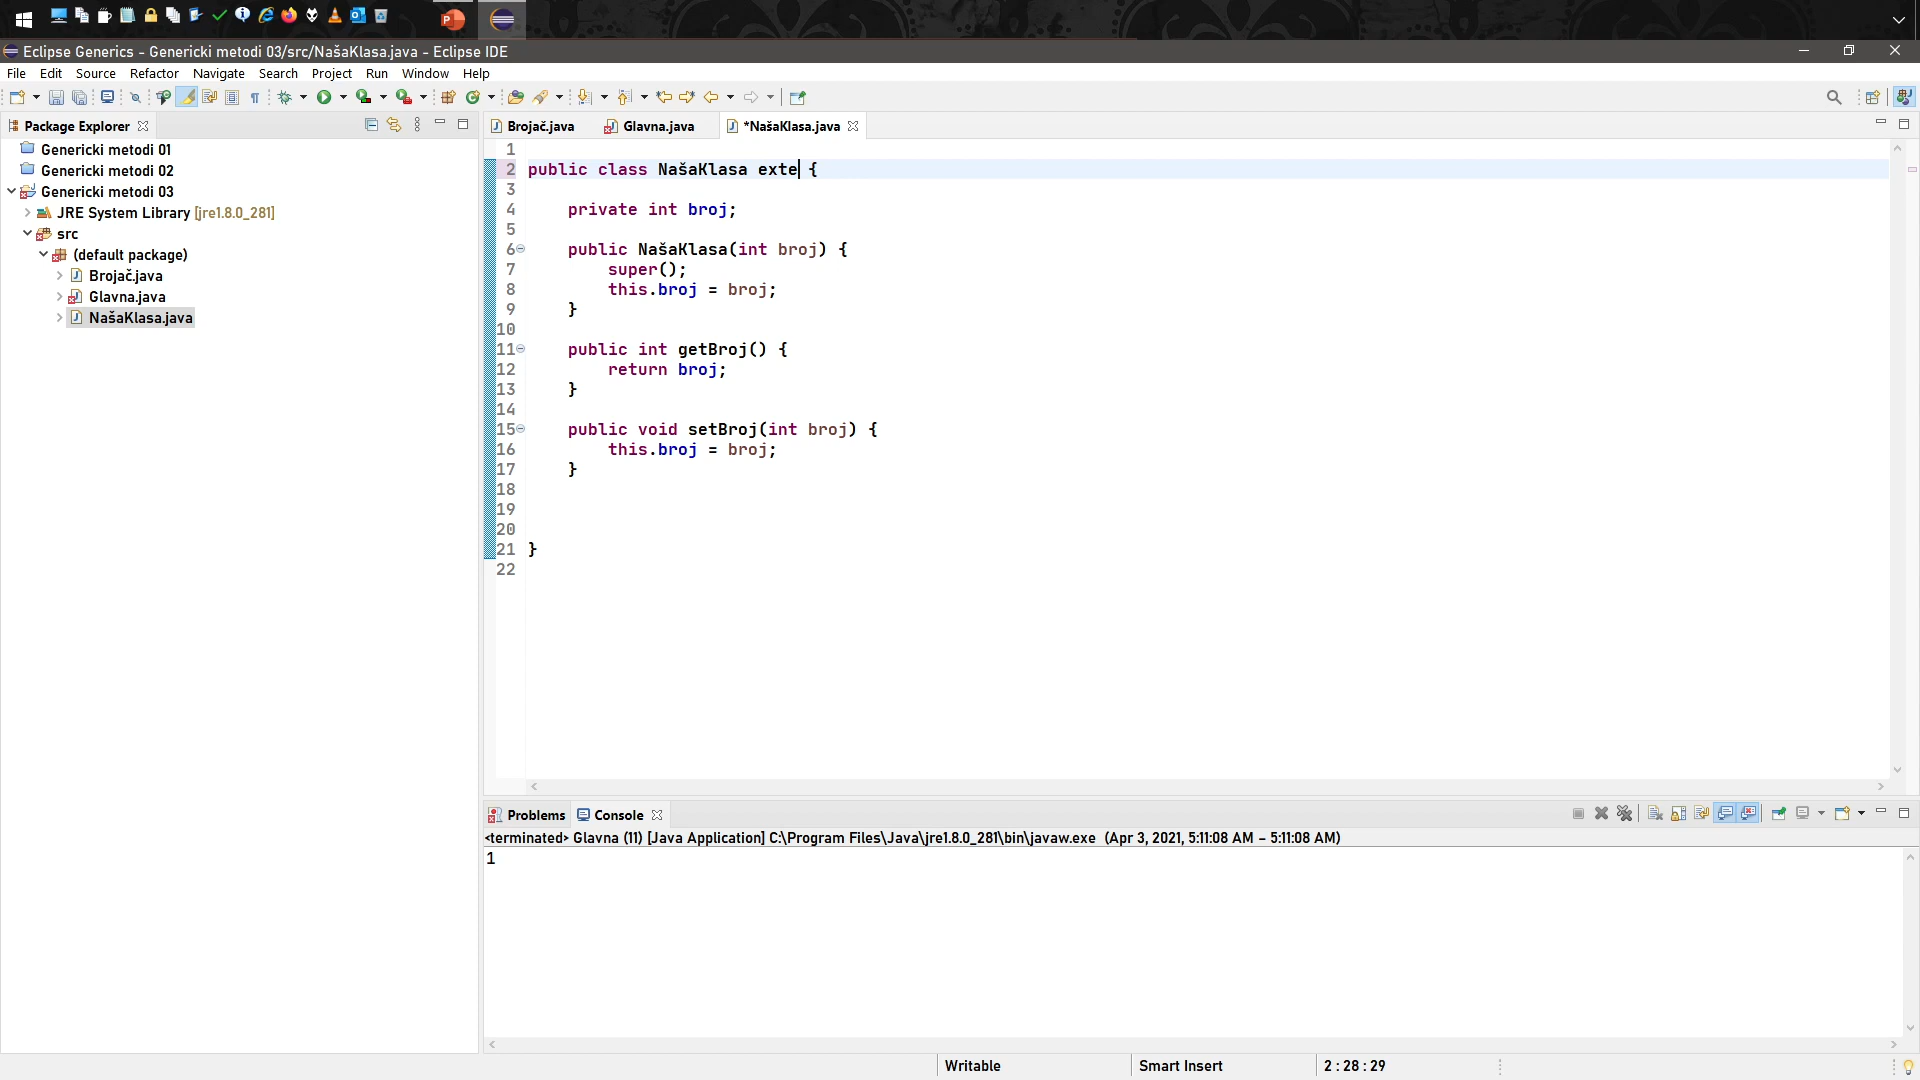 Eclipse Generics - Genericki metodi 03/src/NašaKlasa.java - Eclipse IDE
File Edit Source Refactor Navigate Search Project Run Window Help
Package Explorer
Genericki metodi 01
Genericki metodi 02
Genericki metodi 03
JRE System Library [jre1.8.0_281]
src
(default package)
Brojač.java
Glavna.java
NašaKlasa.java
Brojač.java Glavna.java *NašaKlasa.java
1
2 public class NašaKlasa exte {
3
4 private int broj;
5
6 public NašaKlasa(int broj) {
7 super();
8 this.broj = broj;
9 }
10
11 public int getBroj() {
12 return broj;
13 }
14
15 public void setBroj(int broj) {
16 this.broj = broj;
17 }
18
19
20
21 }
22
Problems Console
<terminated> Glavna (11) [Java Application] C:\Program Files\Java\jre1.8.0_281\bin\javaw.exe (Apr 3, 2021, 5:11:08 AM – 5:11:08 AM)
1
Writable Smart Insert 2 : 28 : 29